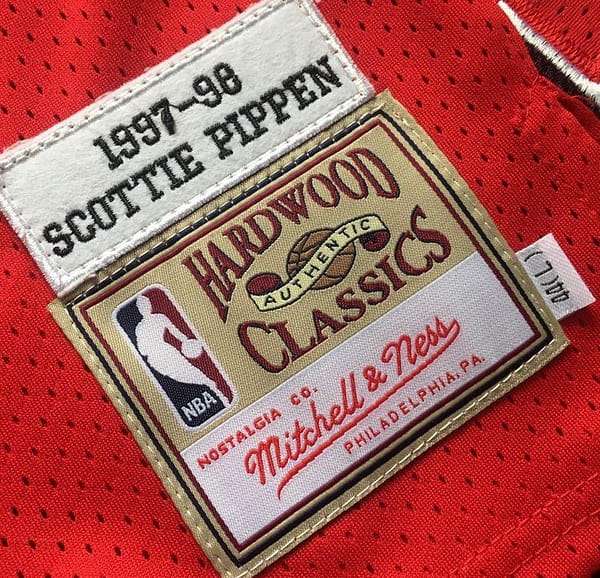 1997-98
SCOTTIE PIPPEN
HARDWOOD
AUTHENTIC
CLASSICS
NBA
NOSTALGIA CO.
Mitchell & Ness
PHILADELPHIA, PA.